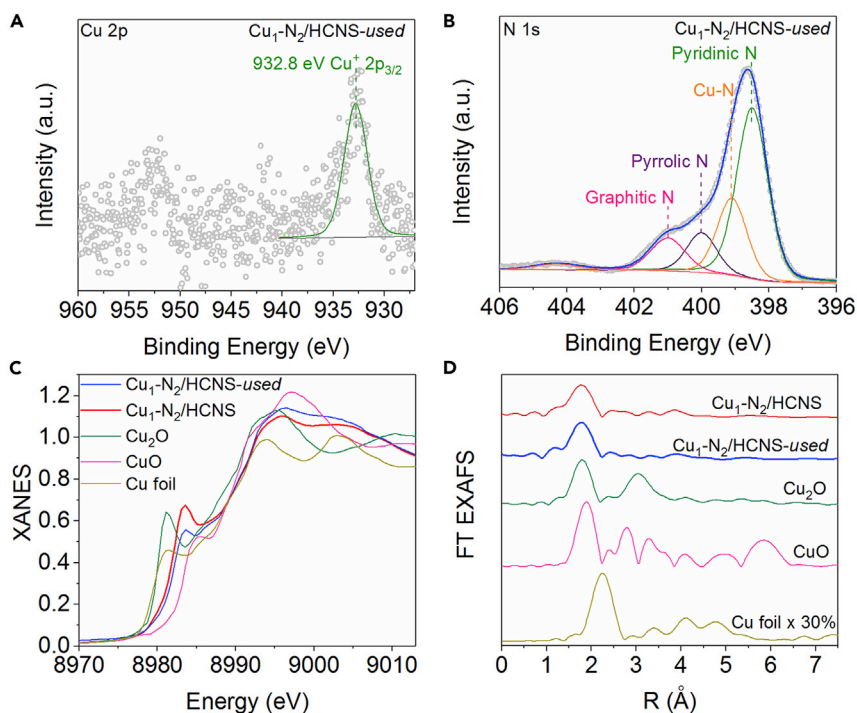 A
Cu 2p
Cu₁-N₂/HCNS-used
932.8 eV Cu⁺ 2p₃/₂
Intensity (a.u.)
960 955 950 945 940 935 930
Binding Energy (eV)
B
N 1s
Cu₁-N₂/HCNS-used
Pyridinic N
Cu-N
Pyrrolic N
Graphitic N
Intensity (a.u.)
406 404 402 400 398 396
Binding Energy (eV)
C
Cu₁-N₂/HCNS-used
Cu₁-N₂/HCNS
Cu₂O
CuO
Cu foil
XANES
1.2
1.0
0.8
0.6
0.4
0.2
0.0
8970 8980 8990 9000 9010
Energy (eV)
D
Cu₁-N₂/HCNS
Cu₁-N₂/HCNS-used
Cu₂O
CuO
Cu foil x 30%
FT EXAFS
0 1 2 3 4 5 6 7
R (Å)